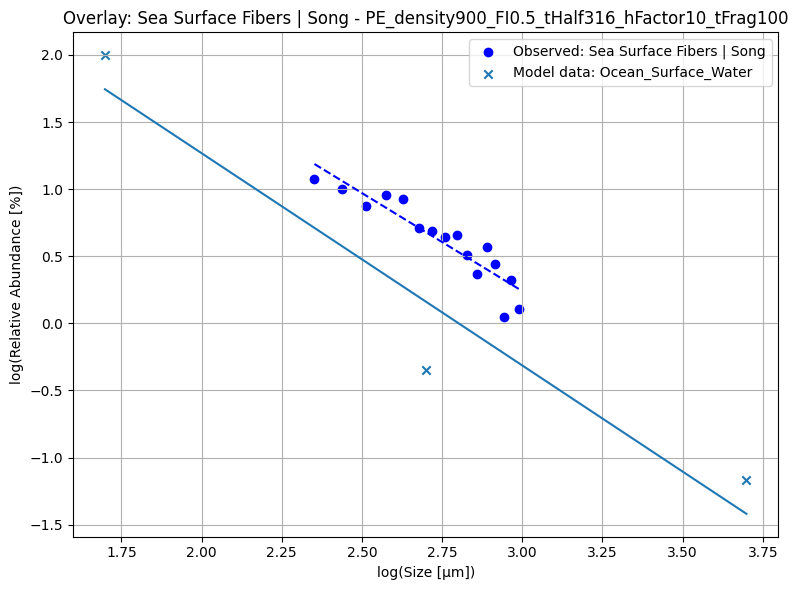 Overlay: Sea Surface Fibers | Song - PE_density900_FI0.5_tHalf316_hFactor10_tFrag100
Observed: Sea Surface Fibers | Song
Model data: Ocean_Surface_Water
log(Relative Abundance [%])
2.0
1.5
1.0
0.5
0.0
−0.5
−1.0
−1.5
1.75 2.00 2.25 2.50 2.75 3.00 3.25 3.50 3.75
log(Size [µm])